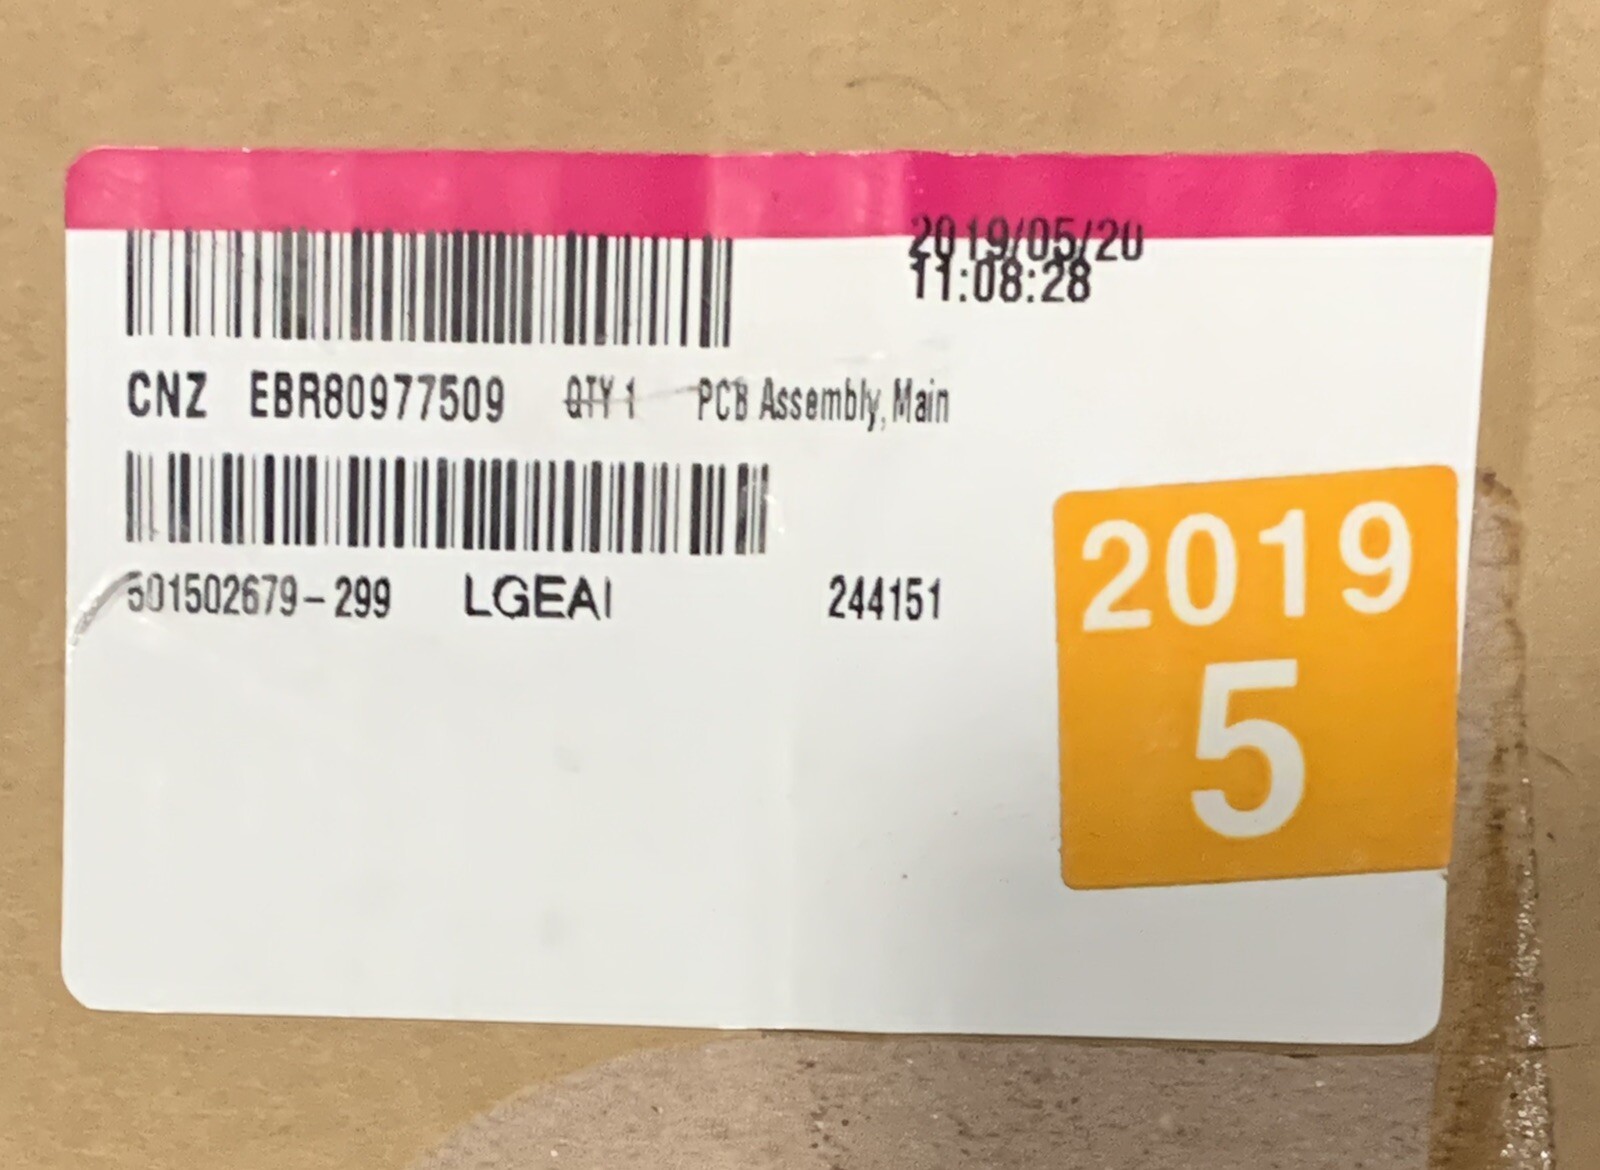 2019/05/20
11:08:28
CNZ EBR80977509 QTY 1 PCB Assembly, Main
501502679-299 LGEAI 244151
2019
5